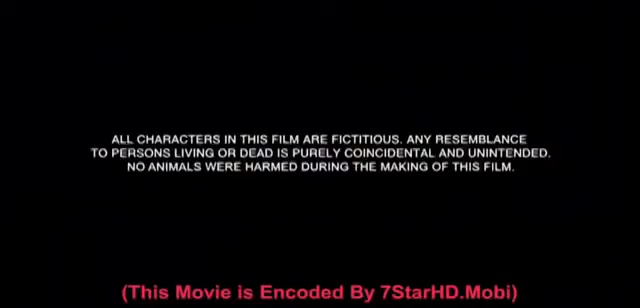 ALL CHARACTERS IN THIS FILM ARE FICTITIOUS. ANY RESEMBLANCE
TO PERSONS LIVING OR DEAD IS PURELY COINCIDENTAL AND UNINTENDED.
NO ANIMALS WERE HARMED DURING THE MAKING OF THIS FILM.
(This Movie is Encoded By 7StarHD.Mobi)